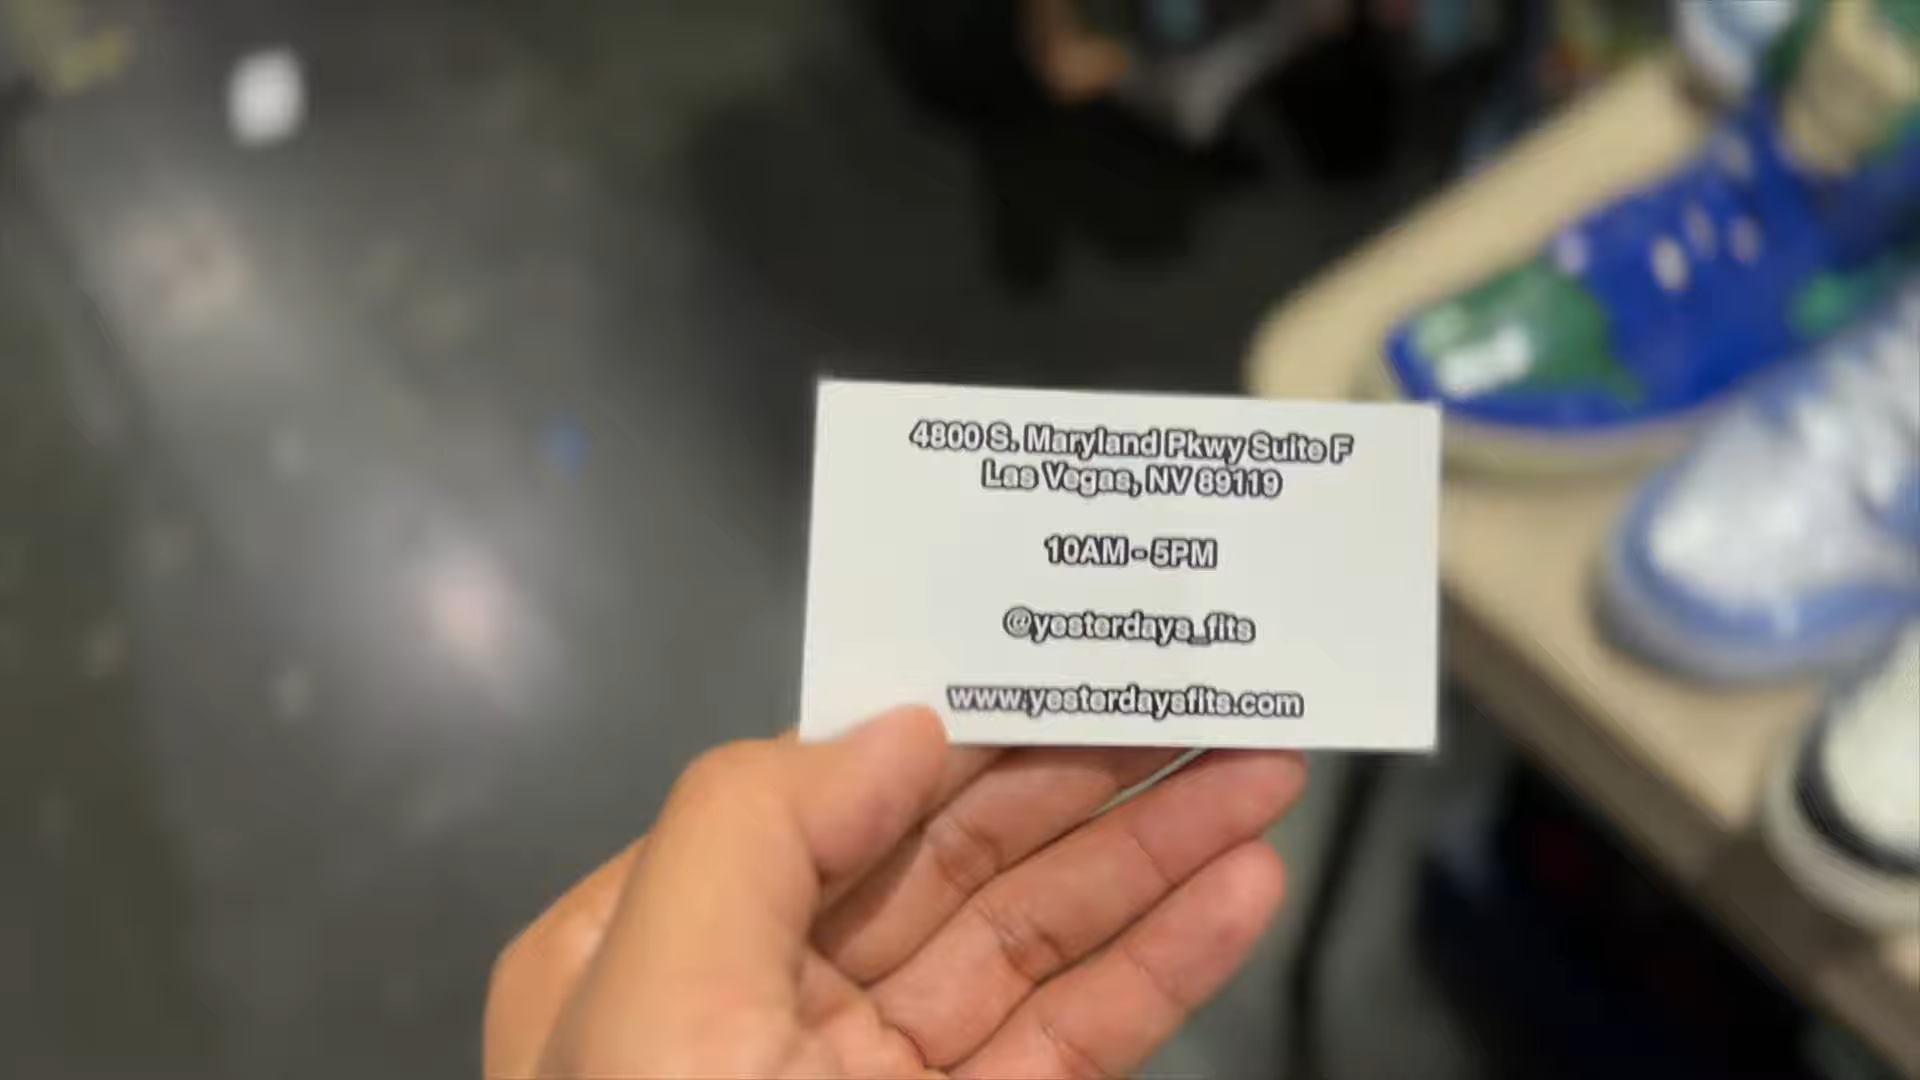 4800 S. Maryland Pkwy Suite F
Las Vegas, NV 89119
10AM - 5PM
@yesterdays_fits
www.yesterdaysfits.com